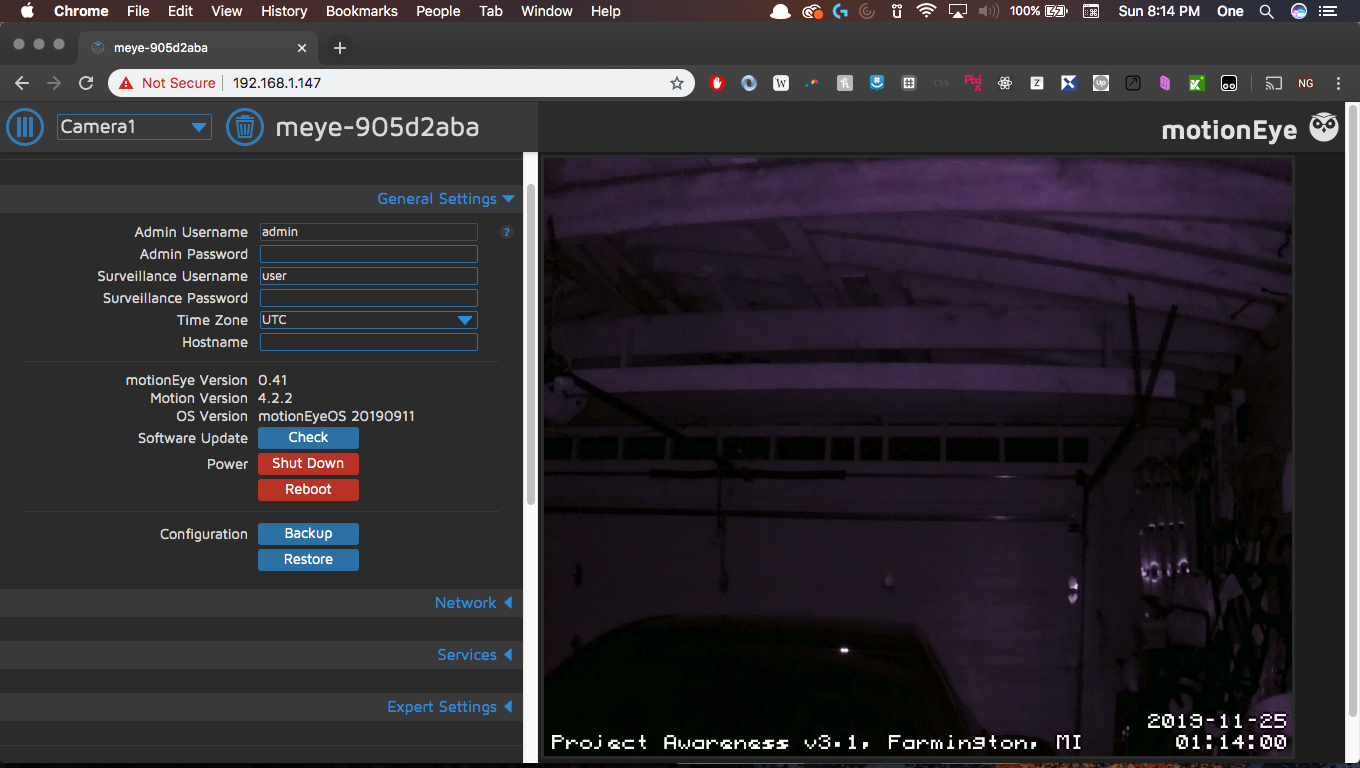 Chrome File Edit View History Bookmarks People Tab Window Help 100% Sun 8:14 PM One
meye-905d2aba
Not Secure 192.168.1.147 NG
Camera1 meye-905d2aba motionEye
General Settings
Admin Username admin ?
Admin Password
Surveillance Username user
Surveillance Password
Time Zone UTC
Hostname
motionEye Version 0.41
Motion Version 4.2.2
OS Version motionEyeOS 20190911
Software Update Check
Power Shut Down
Reboot
Configuration Backup
Restore
Network
Services
Expert Settings
2019-11-25
Project Awareness v3.1, Farmington, MI 01:14:00